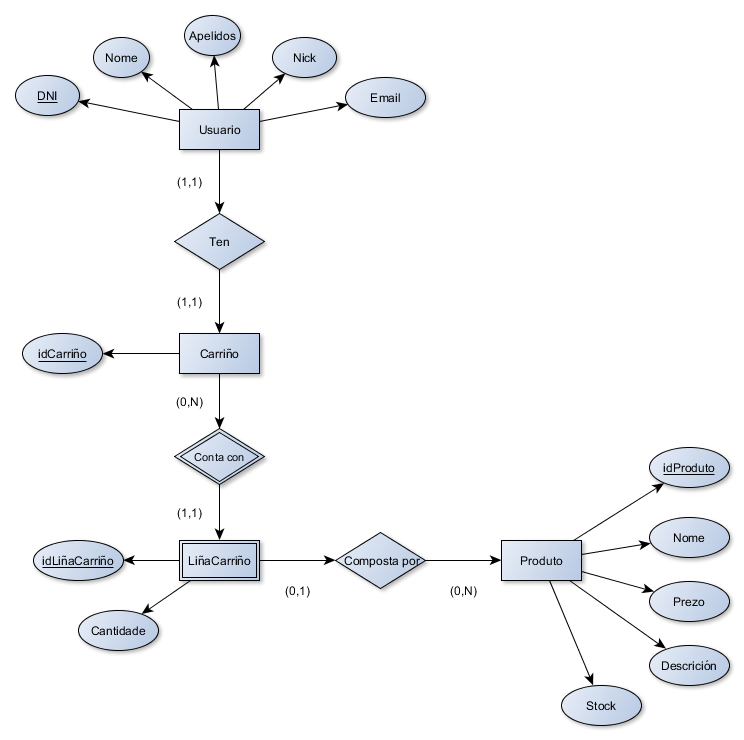 Apelidos
Nome
Nick
DNI
Email
Usuario
(1,1)
Ten
(1,1)
idCarriño
Carriño
(0,N)
Conta con
(1,1)
idLiñaCarriño
LiñaCarriño
Cantidade
(0,1)
Composta por
(0,N)
Produto
idProduto
Nome
Prezo
Descrición
Stock